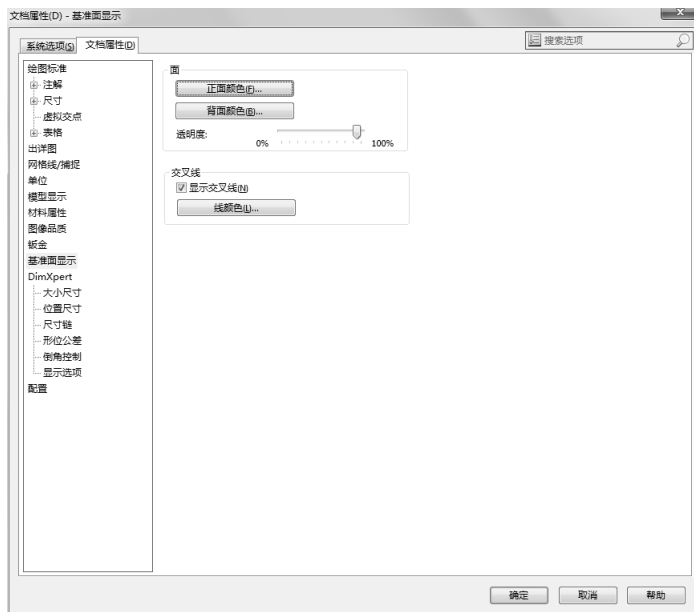 文档属性(D) - 基准面显示
系统选项(S) 文档属性(D)
搜索选项
绘图标准
注解
尺寸
虚拟交点
表格
出详图
网格线/捕捉
单位
模型显示
材料属性
图像品质
钣金
基准面显示
DimXpert
大小尺寸
位置尺寸
尺寸链
形位公差
倒角控制
显示选项
配置
面
正面颜色(F)...
背面颜色(B)...
透明度:
0% 100%
交叉线
显示交叉线(N)
线颜色(L)...
确定 取消 帮助